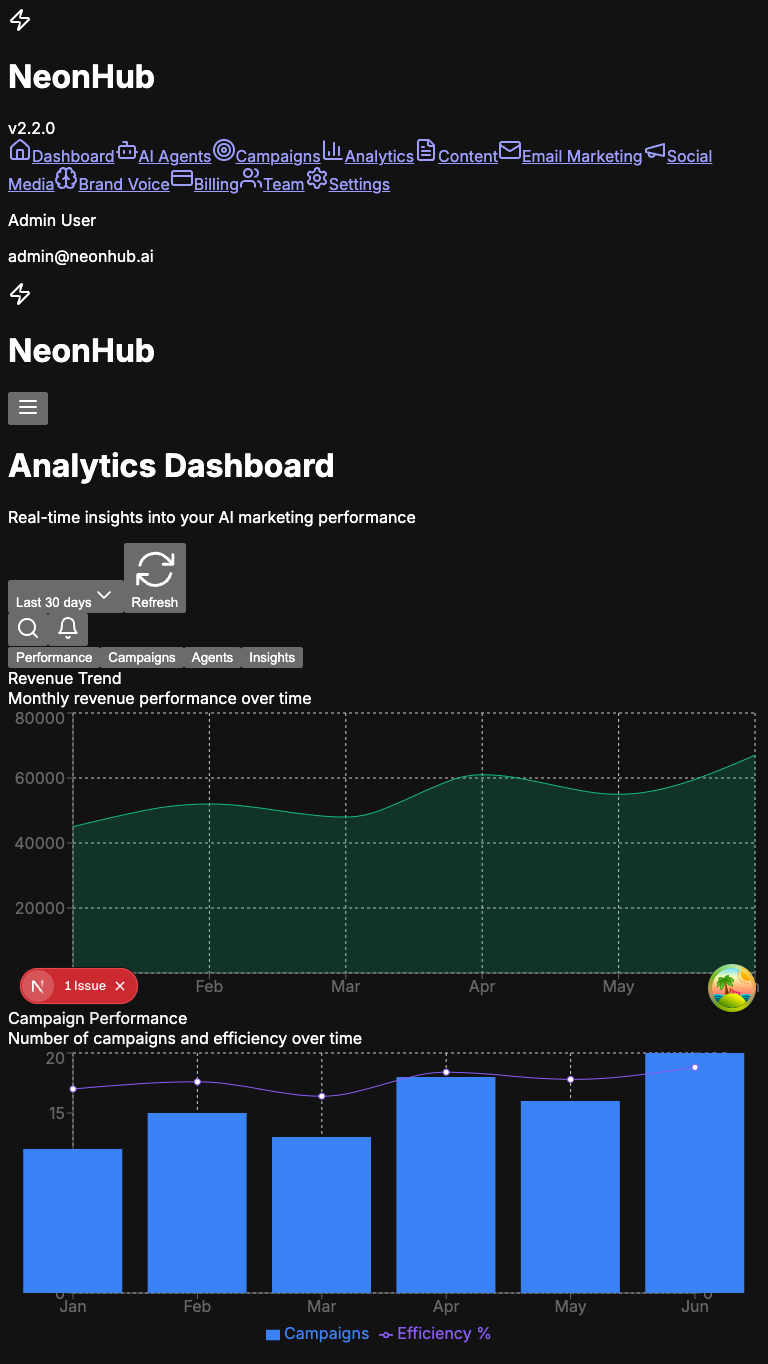 NeonHub
v2.2.0
Dashboard AI Agents Campaigns Analytics Content Email Marketing Social
Media Brand Voice Billing Team Settings
Admin User
admin@neonhub.ai
NeonHub
Analytics Dashboard
Real-time insights into your AI marketing performance
Last 30 days Refresh
Performance Campaigns Agents Insights
Revenue Trend
Monthly revenue performance over time
80000
60000
40000
20000
Feb Mar Apr May
N 1 Issue
Campaign Performance
Number of campaigns and efficiency over time
20
15
0 0
Jan Feb Mar Apr May Jun
Campaigns Efficiency %